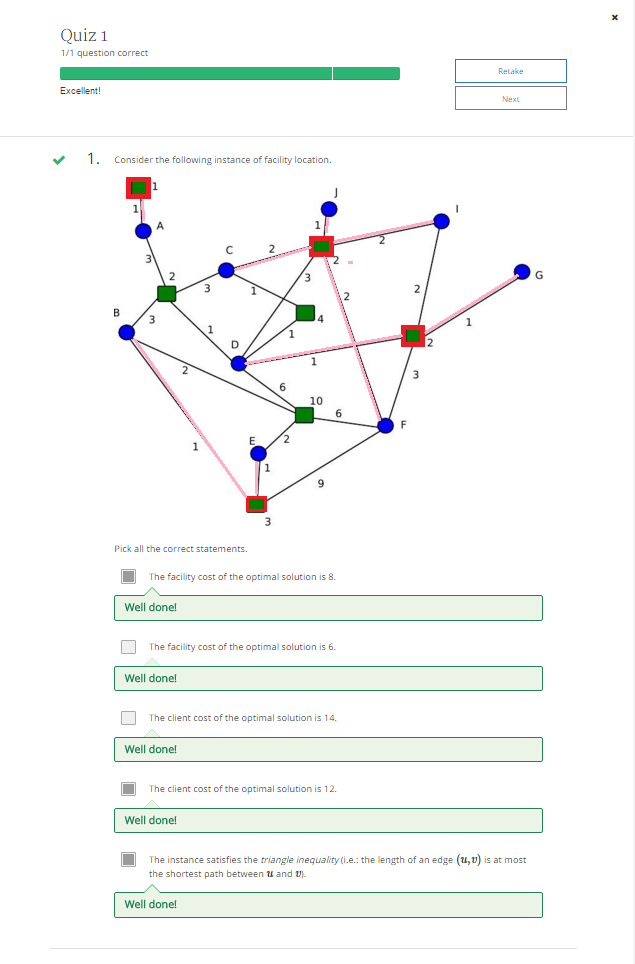 ×
Quiz 1
1/1 question correct
Excellent!
Retake
Next
1. Consider the following instance of facility location.
1
1
A
J
I
3
1
C
2
2
2
2
3
3
2
1
2
G
B
3
4
1
D
1
2
1
1
2
6
3
10
6
F
E
2
1
1
9
3
Pick all the correct statements.
The facility cost of the optimal solution is 8.
Well done!
The facility cost of the optimal solution is 6.
Well done!
The client cost of the optimal solution is 14.
Well done!
The client cost of the optimal solution is 12.
Well done!
The instance satisfies the triangle inequality (i.e.: the length of an edge (u,v) is at most
the shortest path between u and v).
Well done!